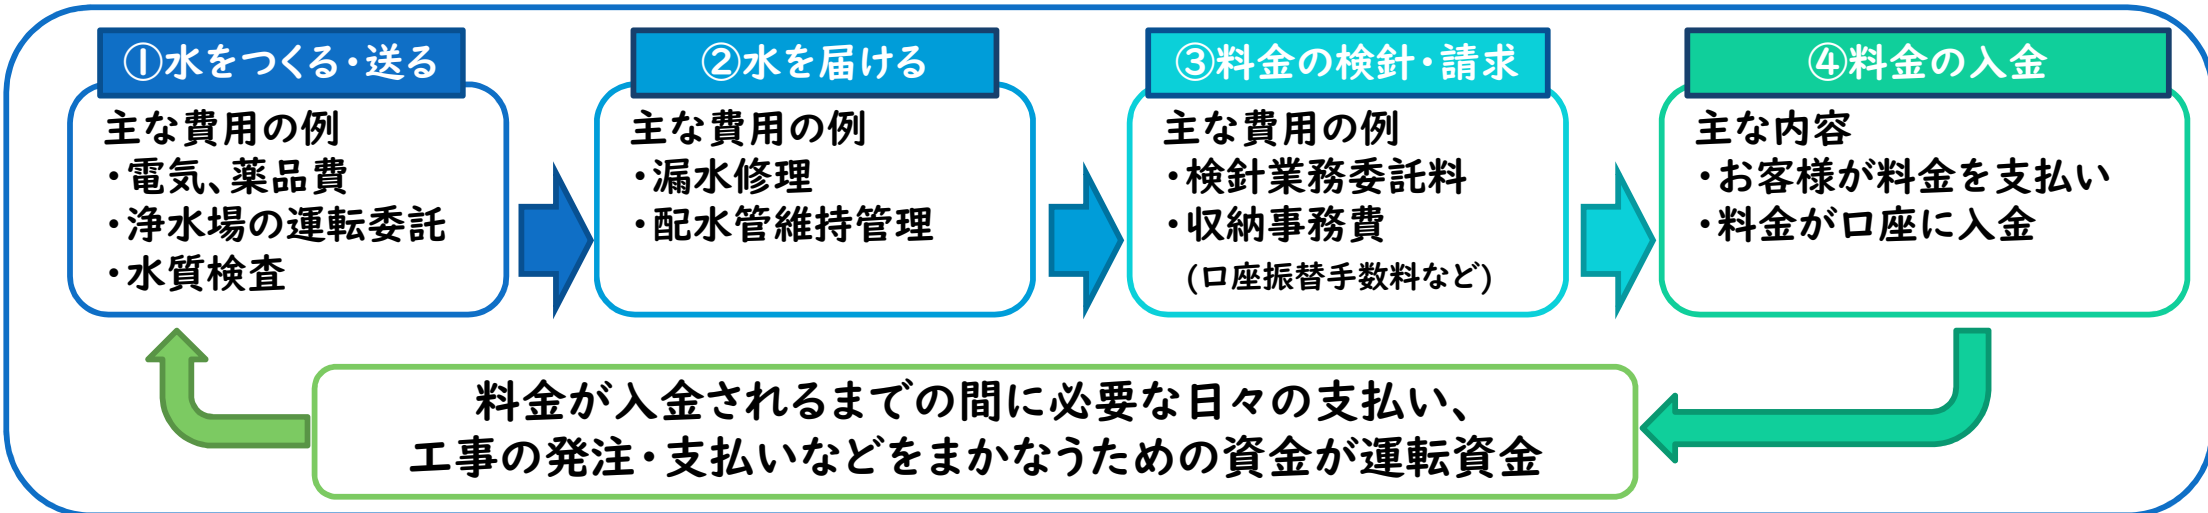 ①水をつくる・送る
主な費用の例
・電気、薬品費
・浄水場の運転委託
・水質検査
②水を届ける
主な費用の例
・漏水修理
・配水管維持管理
③料金の検針・請求
主な費用の例
・検針業務委託料
・収納事務費
(口座振替手数料など)
④料金の入金
主な内容
・お客様が料金を支払い
・料金が口座に入金
料金が入金されるまでの間に必要な日々の支払い、
工事の発注・支払いなどをまかなうための資金が運転資金